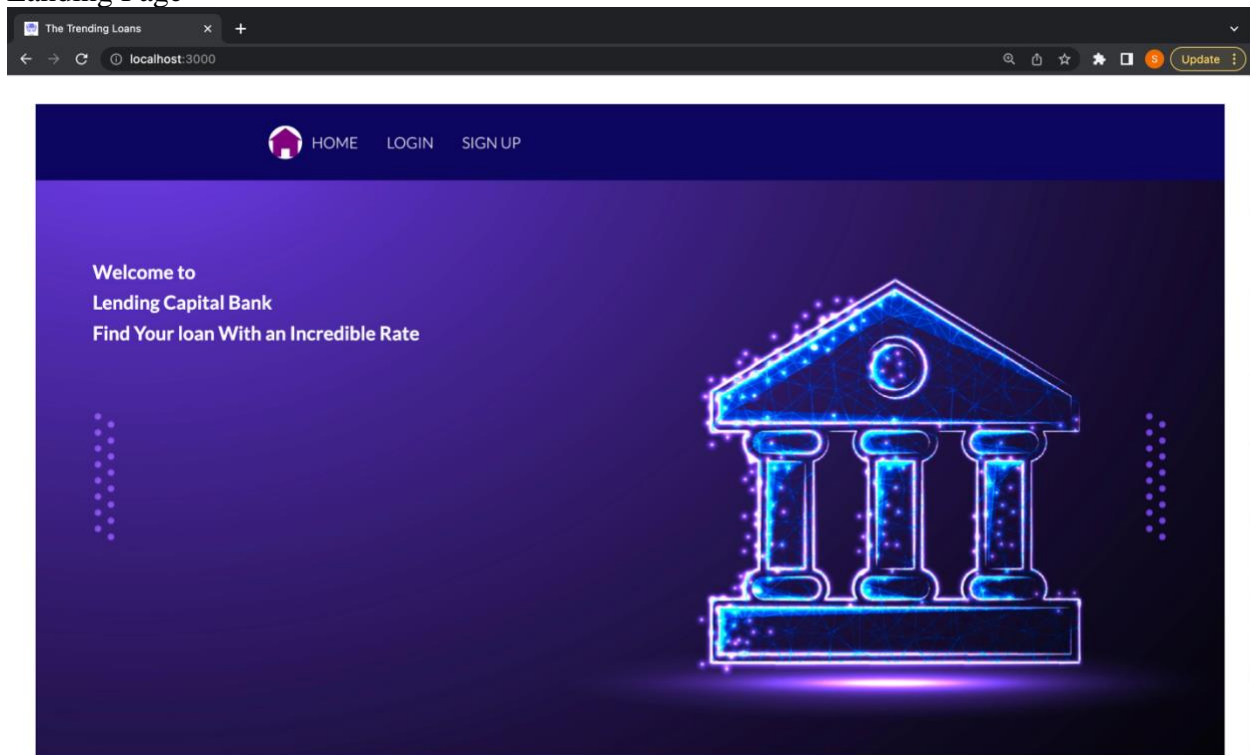 Landing Page
The Trending Loans
localhost:3000
S
Update
HOME LOGIN SIGN UP
Welcome to
Lending Capital Bank
Find Your loan With an Incredible Rate